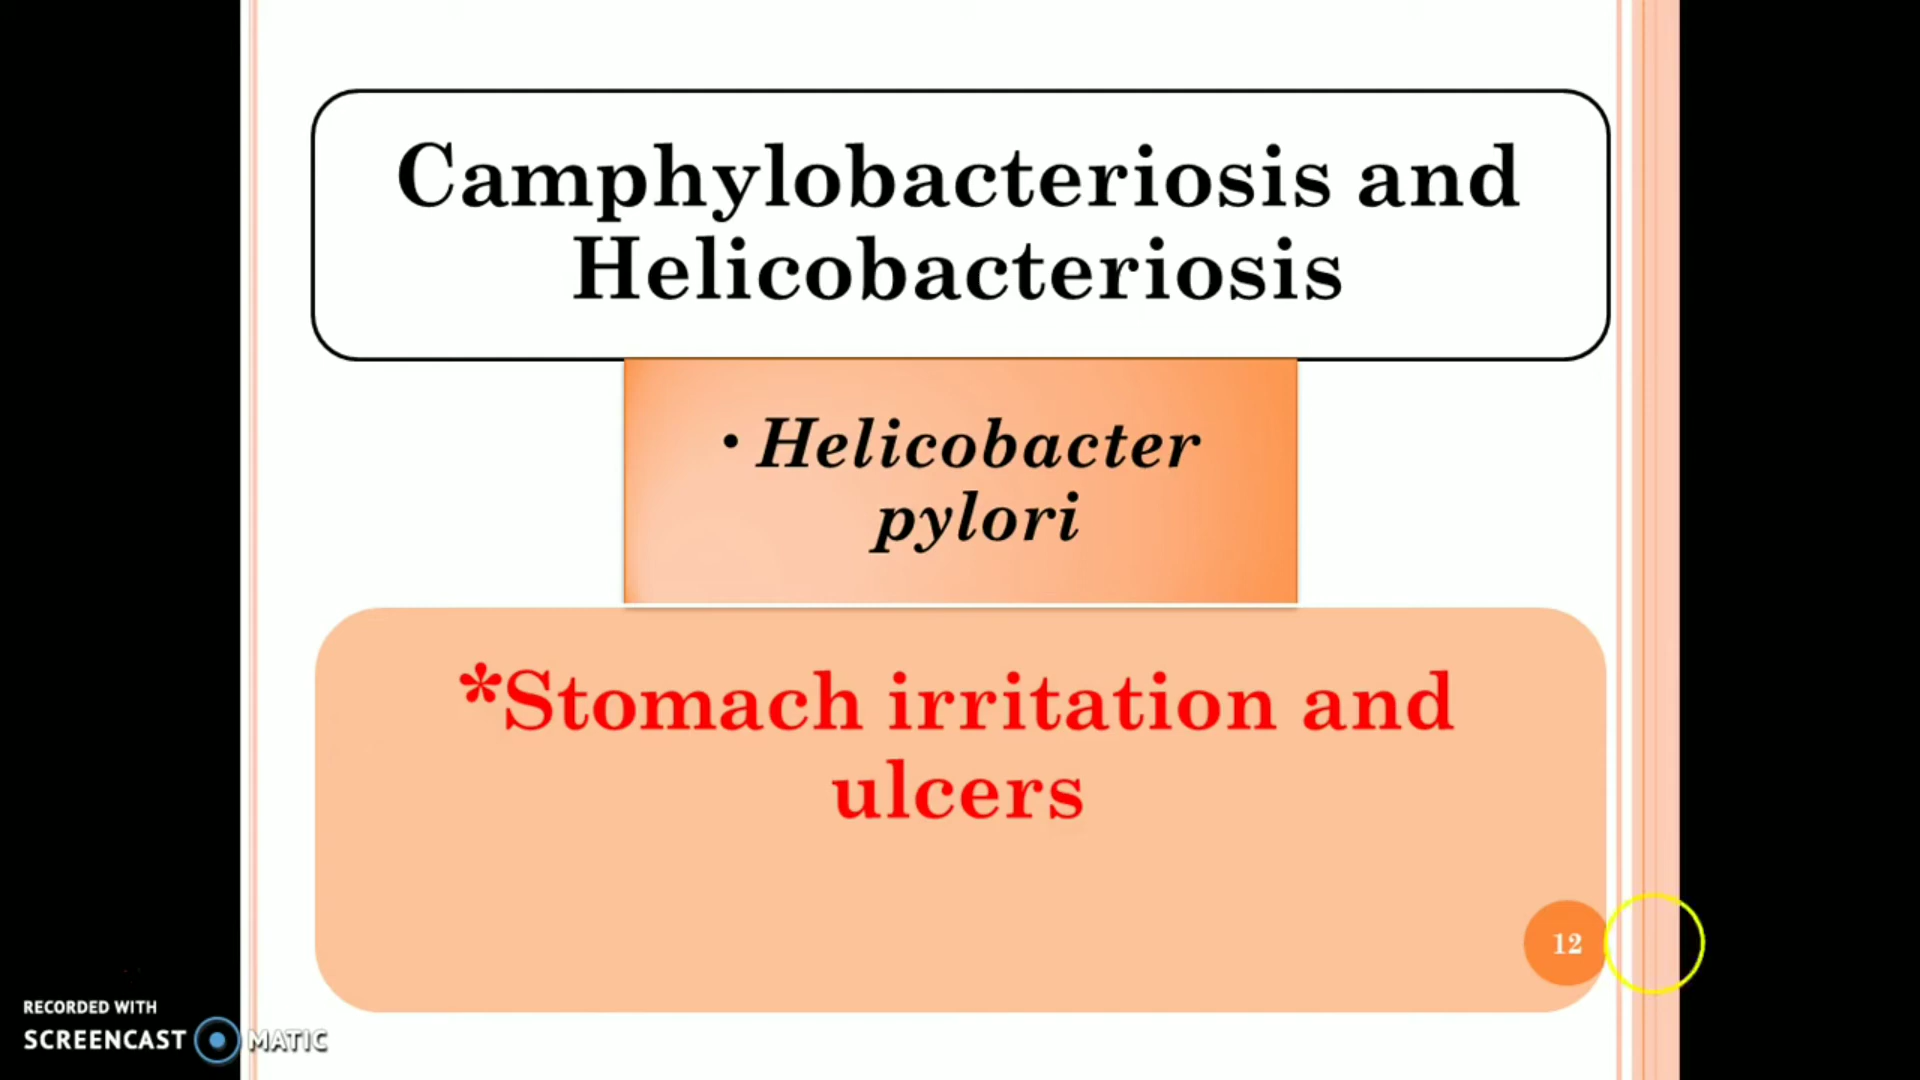 Camphylobacteriosis and
Helicobacteriosis
• Helicobacter
pylori
*Stomach irritation and
ulcers
12
RECORDED WITH
SCREENCAST MATIC